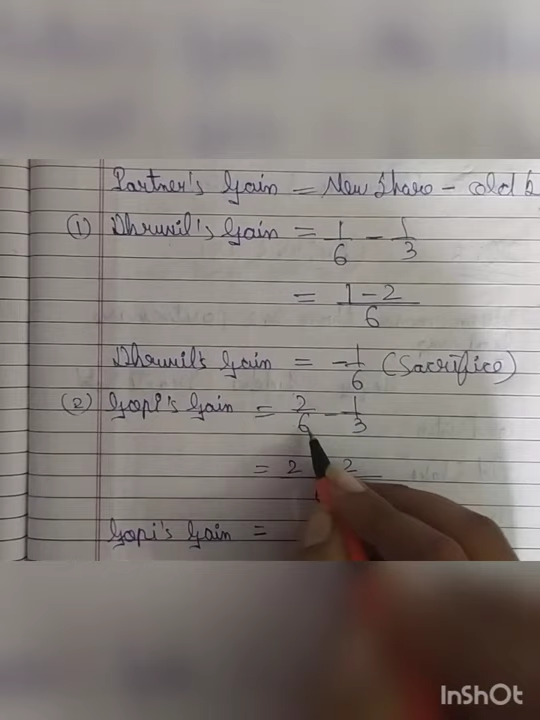 Partner's Gain = New Share - old
(1) Dhruvil's Gain = 1/6 - 1/3
= 1-2/6
Dhruvil's Gain = -1/6 (Sacrifice)
(2) Gopi's Gain = 2/6 - 1/3
= 2 2
Gopi's Gain =
InShOt